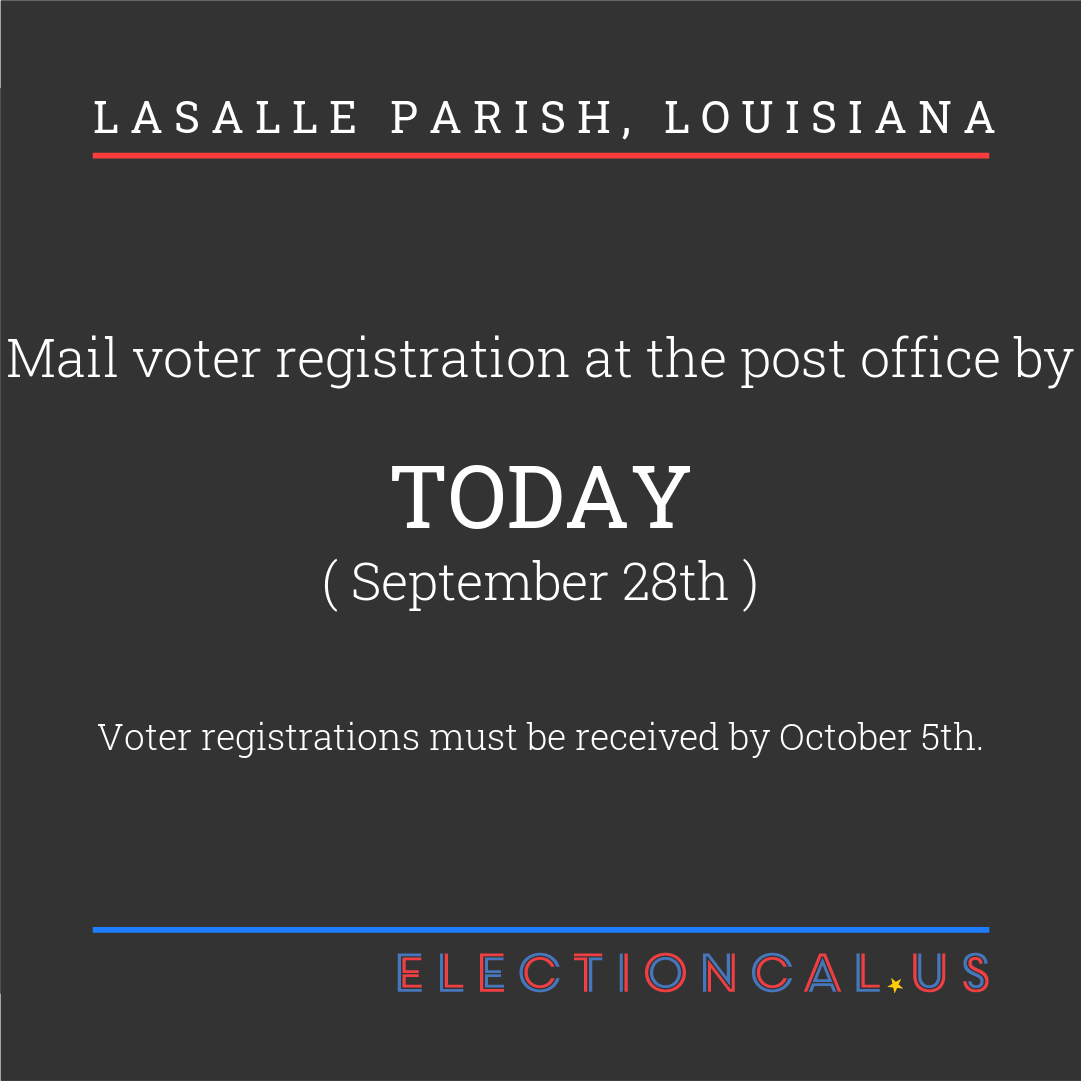 LASALLE PARISH, LOUISIANA
Mail voter registration at the post office by
TODAY
( September 28th )
Voter registrations must be received by October 5th.
ELECTIONCAL.US